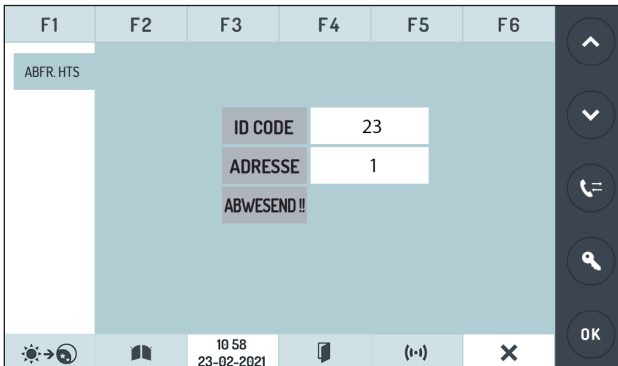 F1 F2 F3 F4 F5 F6
ABFR. HTS
ID CODE 23
ADRESSE 1
ABWESEND !!
10 58
23-02-2021
OK